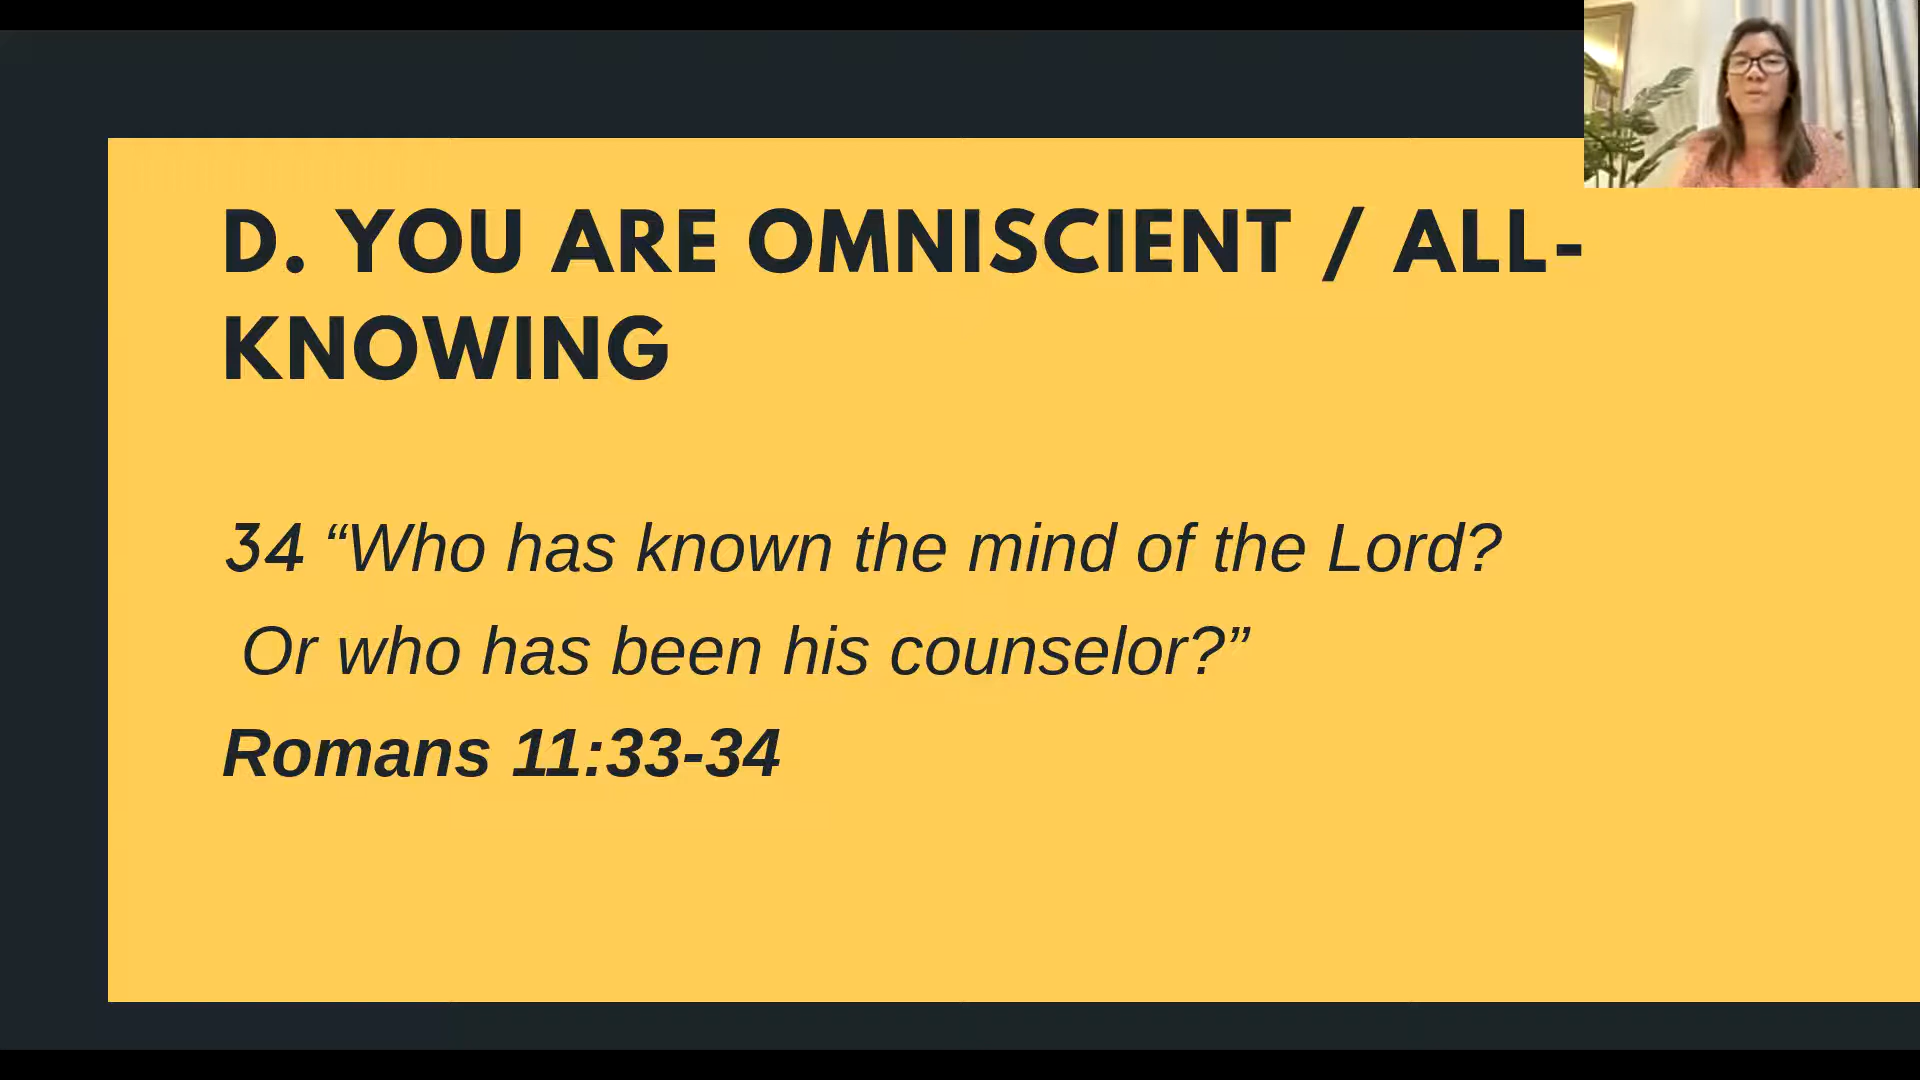 D. YOU ARE OMNISCIENT / ALL-
KNOWING
34 “Who has known the mind of the Lord?
Or who has been his counselor?”
Romans 11:33-34